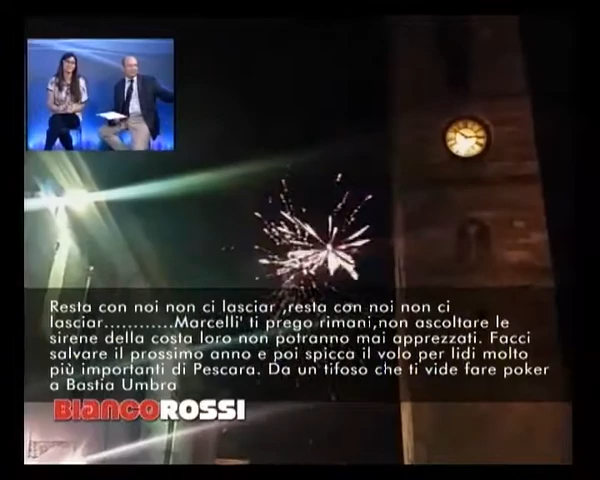 Resta con noi non ci lasciar ,resta con noi non ci
lasciar............Marcelli' ti prego rimani,non ascoltare le
sirene della costa loro non potranno mai apprezzati. Facci
salvare il prossimo anno e poi spicca il volo per lidi molto
più importanti di Pescara. Da un tifoso che ti vide fare poker
a Bastia Umbra
BIANCOROSSI